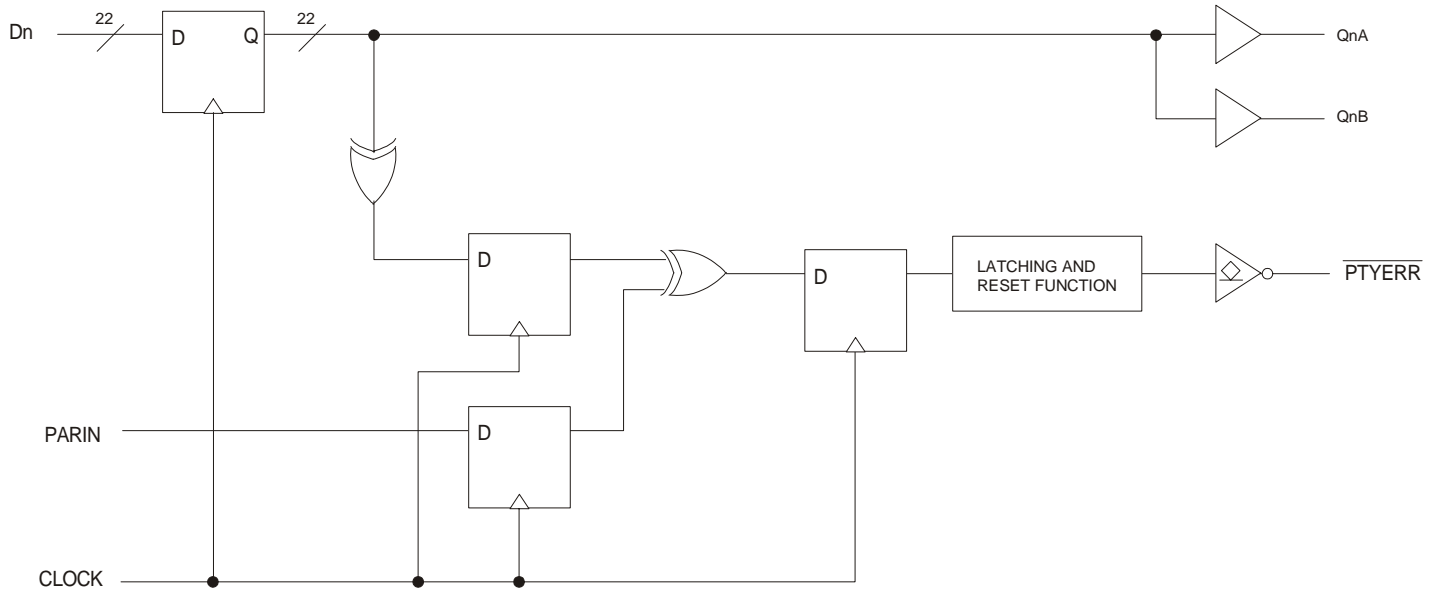 22
22
Dn
D
Q
QnA
QnB
D
D
LATCHING AND
RESET FUNCTION
PTYERR
PARIN
D
CLOCK